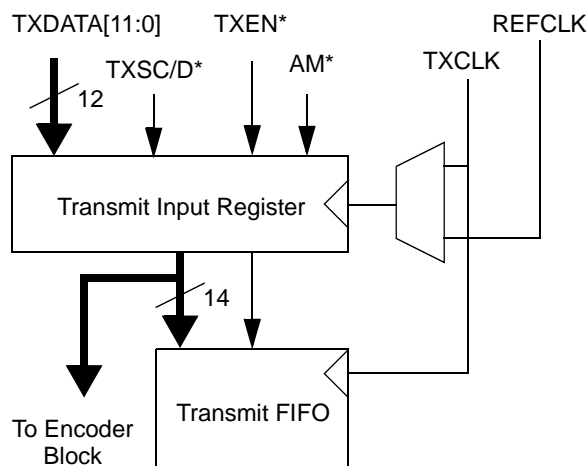 TXDATA[11:0]
TXEN*
REFCLK
TXSC/D*
AM*
TXCLK
12
Transmit Input Register
14
Transmit FIFO
To Encoder
Block